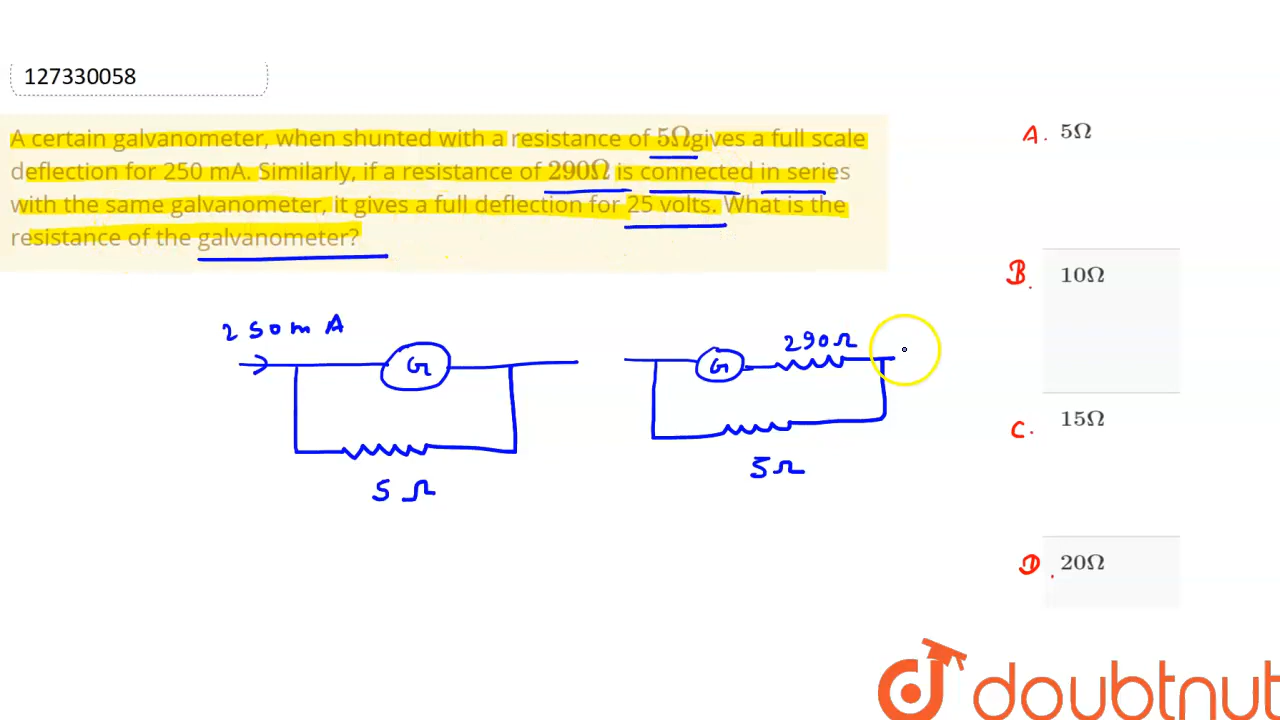 127330058
A certain galvanometer, when shunted with a resistance of 5Ωgives a full scale
deflection for 250 mA. Similarly, if a resistance of 290Ω is connected in series
with the same galvanometer, it gives a full deflection for 25 volts. What is the
resistance of the galvanometer?
A. 5Ω
B. 10Ω
C. 15Ω
D. 20Ω
250mA
G
5Ω
G
290Ω
5Ω
doubtnut